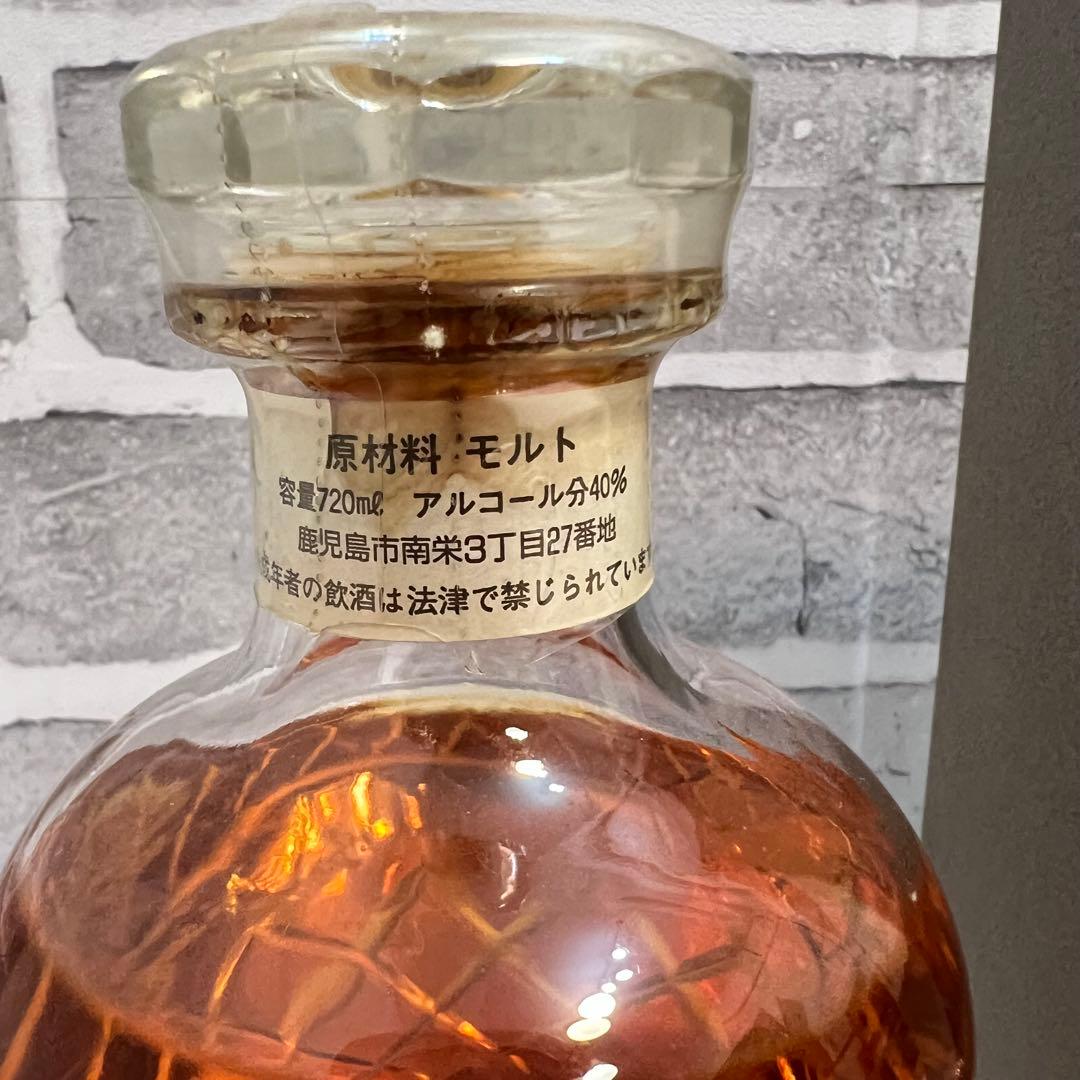 原材料 モルト
容量720㎖ アルコール分40%
鹿児島市南栄3丁目27番地
成年者の飲酒は法津で禁じられています